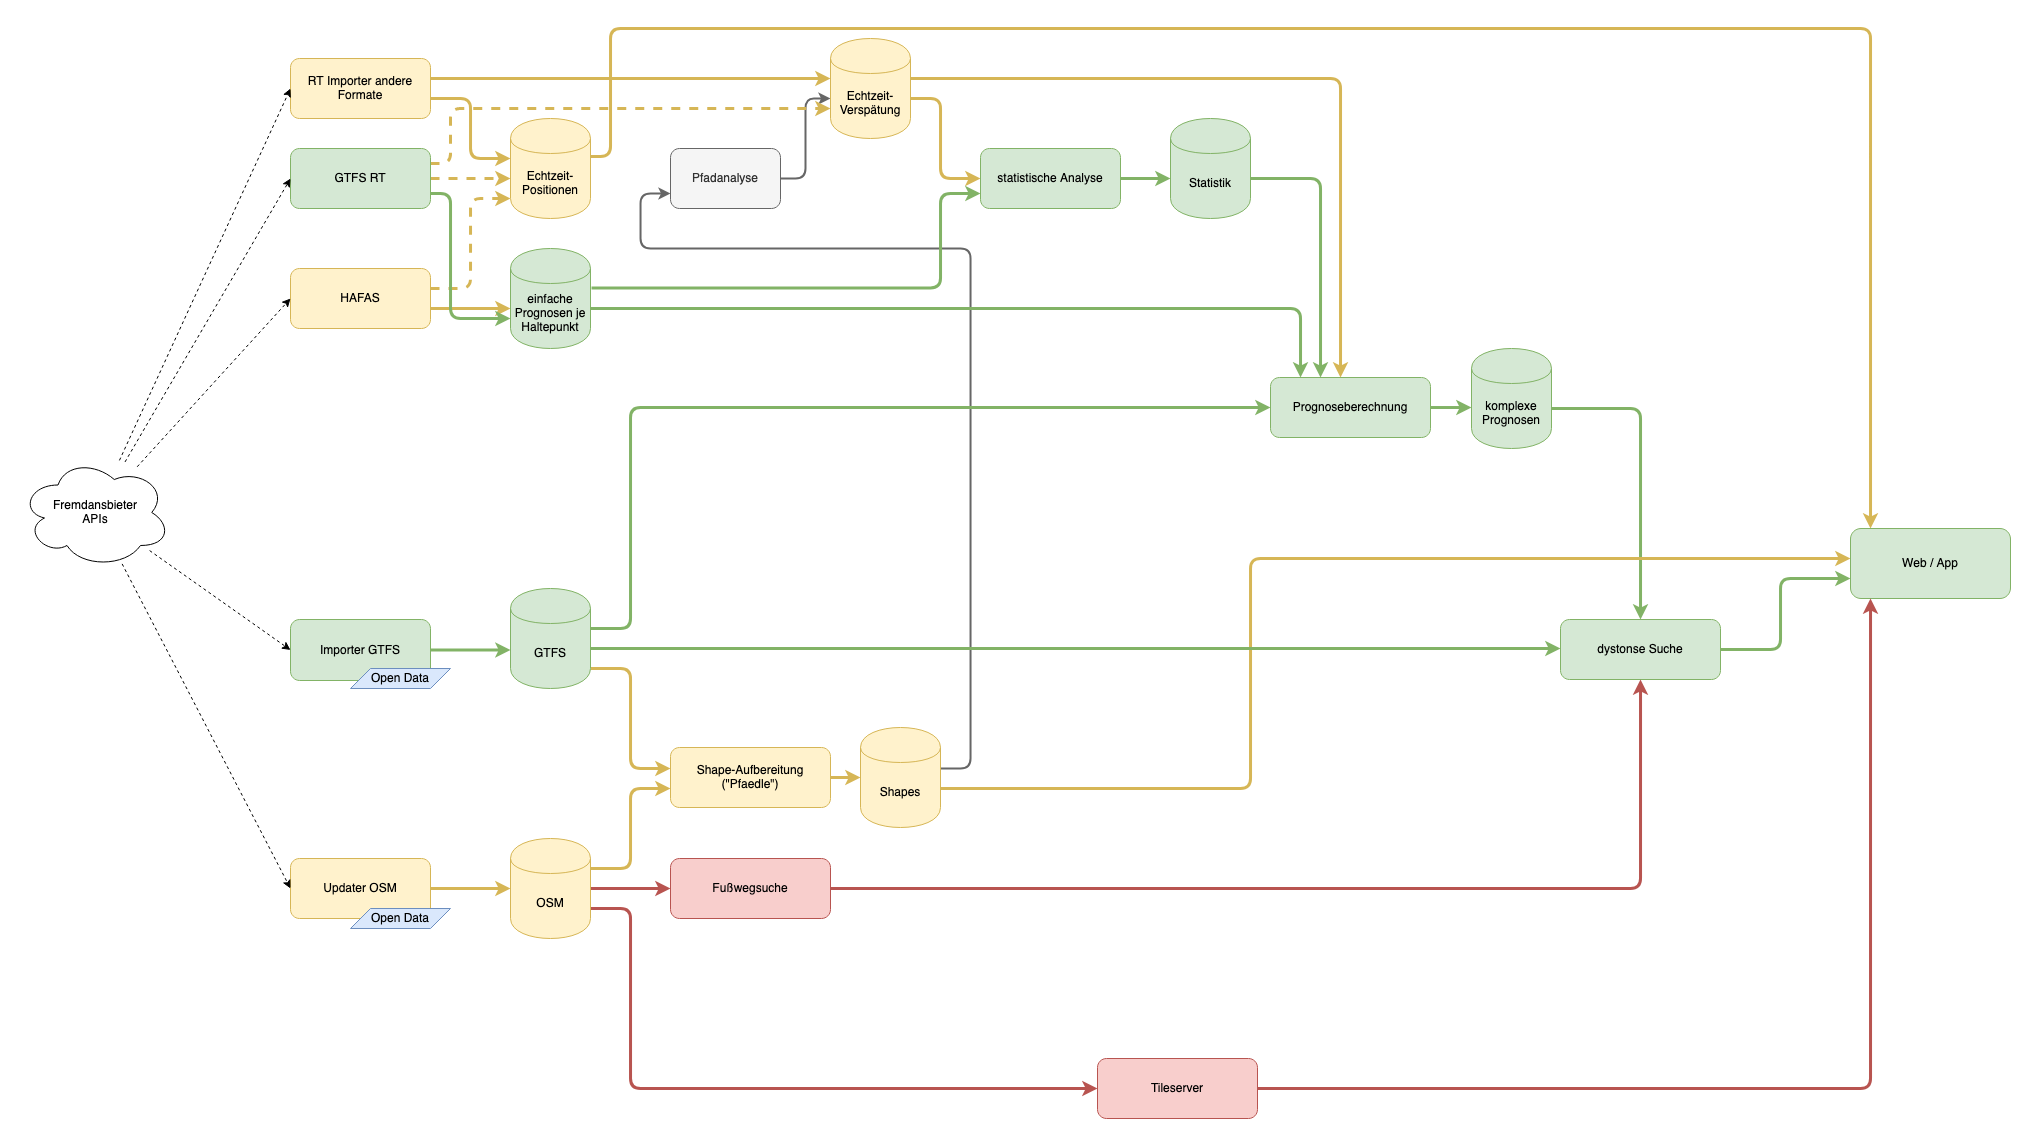 RT Importer andere
Formate
Echtzeit-
Verspätung
GTFS RT
Echtzeit-
Positionen
Pfadanalyse
statistische Analyse
Statistik
HAFAS
einfache
Prognosen je
Haltepunkt
Prognoseberechnung
komplexe
Prognosen
Fremdansbieter
APIs
Web / App
Importer GTFS
Open Data
GTFS
dystonse Suche
Shape-Aufbereitung
("Pfaedle")
Shapes
Updater OSM
Open Data
OSM
Fußwegsuche
Tileserver